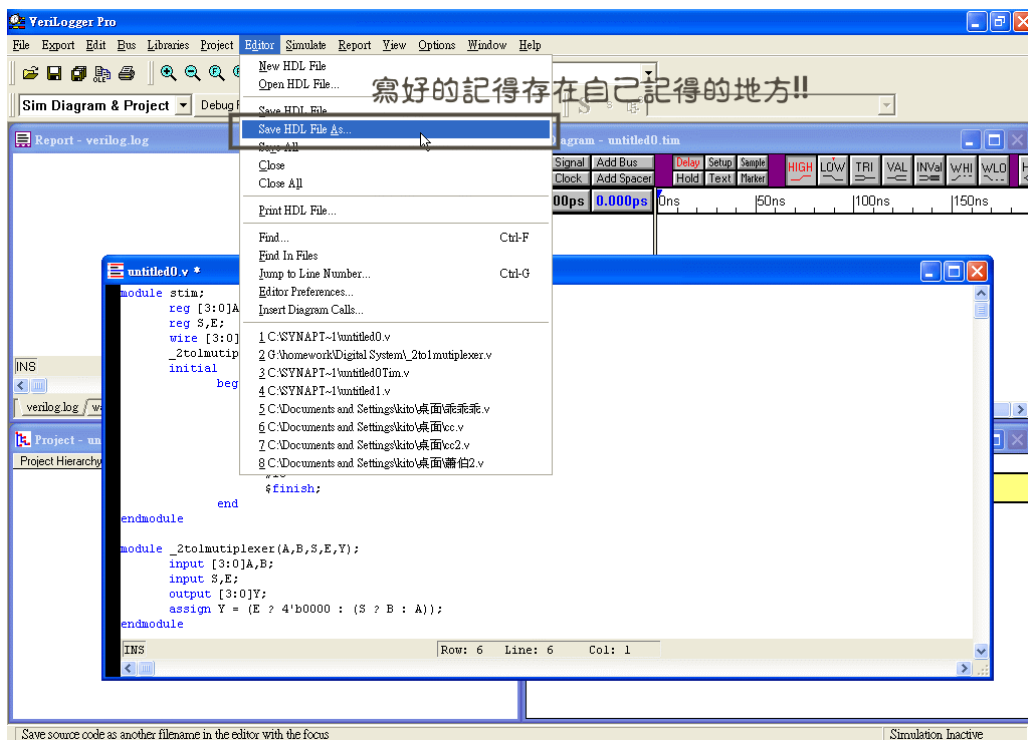 VeriLogger Pro
File Export Edit Bus Libraries Project Editor Simulate Report View Options Window Help
New HDL File
Open HDL File...
寫好的記得存在自己記得的地方!!
Sim Diagram & Project
Save HDL File
Save HDL File As...
Report - verilog.log
agram - untitled0.tim
Save All
Close
Close All
Signal Add Bus Delay Setup Sample HIGH LOW TRI VAL INVal WHI WLO
Clock Add Spacer Hold Text Marker
00ps 0.000ps 0ns 50ns 100ns 150ns
Print HDL File...
Find... Ctrl-F
Find In Files
Jump to Line Number... Ctrl-G
Editor Preferences...
Insert Diagram Calls...
1 C:\SYNAPT~1\untitled0.v
2 G:\homework\Digital System\_2to1mutiplexer.v
3 C:\SYNAPT~1\untitled0Tim.v
4 C:\SYNAPT~1\untitled1.v
5 C:\Documents and Settings\kito\桌面\乖乖乖.v
6 C:\Documents and Settings\kito\桌面\cc.v
7 C:\Documents and Settings\kito\桌面\cc2.v
8 C:\Documents and Settings\kito\桌面\蕭伯2.v
INS
verilog.log
Project - un
Project Hierarchy
untitled0.v *
module stim;
reg [3:0]A
reg S,E;
wire [3:0]
_2to1mutip
initial
beg
$finish;
end
endmodule
module _2to1mutiplexer(A,B,S,E,Y);
input [3:0]A,B;
input S,E;
output [3:0]Y;
assign Y = (E ? 4'b0000 : (S ? B : A));
endmodule
INS Row: 6 Line: 6 Col: 1
Save source code as another filename in the editor with the focus Simulation Inactive